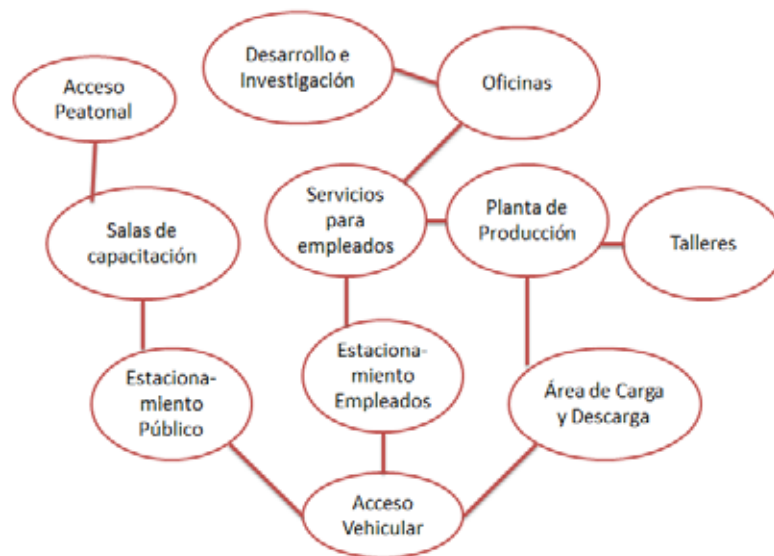 Desarrollo e
Investigación
Oficinas
Acceso
Peatonal
Servicios
para
empleados
Planta de
Producción
Salas de
capacitación
Talleres
Estaciona-
miento
Público
Estaciona-
miento
Empleados
Área de Carga
y Descarga
Acceso
Vehicular